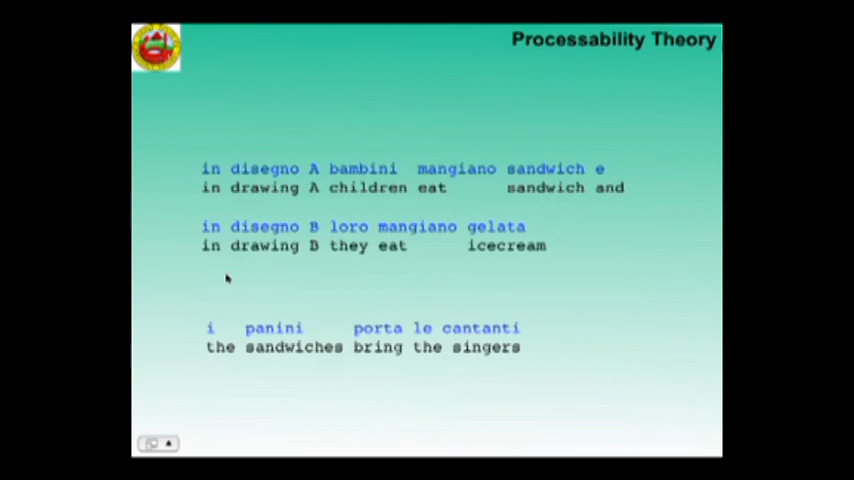 Processability Theory
in disegno A bambini mangiano sandwich e
in drawing A children eat sandwich and
in disegno B loro mangiano gelata
in drawing B they eat icecream
i panini porta le cantanti
the sandwiches bring the singers